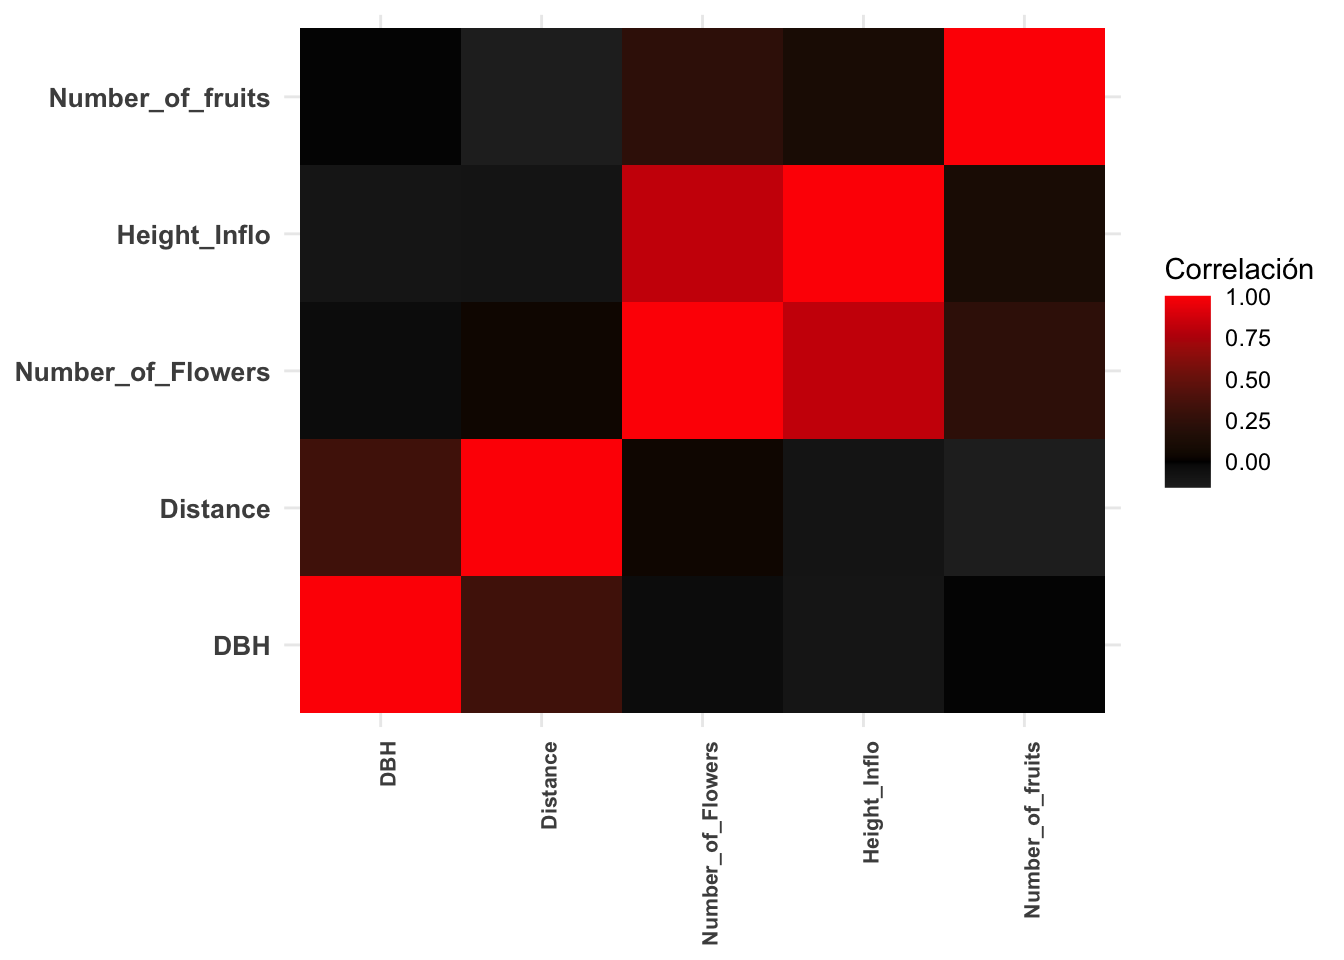 Number_of_fruits
Height_Inflo
Number_of_Flowers
Distance
DBH
DBH
Distance
Number_of_Flowers
Height_Inflo
Number_of_fruits
Correlación
1.00
0.75
0.50
0.25
0.00